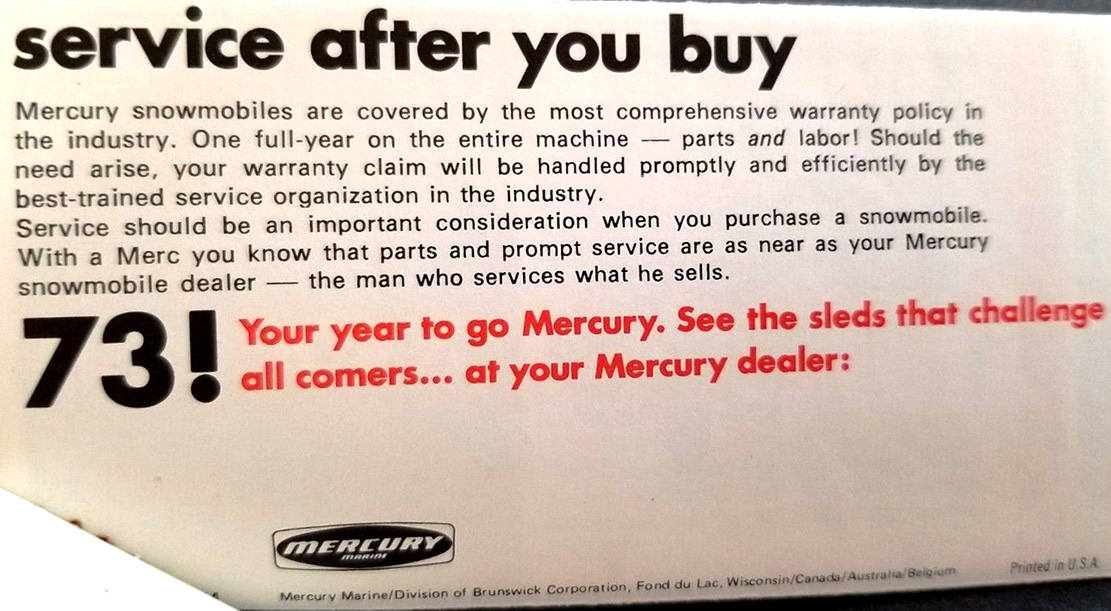 service after you buy
Mercury snowmobiles are covered by the most comprehensive warranty policy in
the industry. One full-year on the entire machine — parts and labor! Should the
need arise, your warranty claim will be handled promptly and efficiently by the
best-trained service organization in the industry.
Service should be an important consideration when you purchase a snowmobile.
With a Merc you know that parts and prompt service are as near as your Mercury
snowmobile dealer — the man who services what he sells.
73! Your year to go Mercury. See the sleds that challenge
all comers... at your Mercury dealer:
MERCURY
MARINE
Mercury Marine/Division of Brunswick Corporation, Fond du Lac, Wisconsin/Canada/Australia/Belgium
Printed in U.S.A.